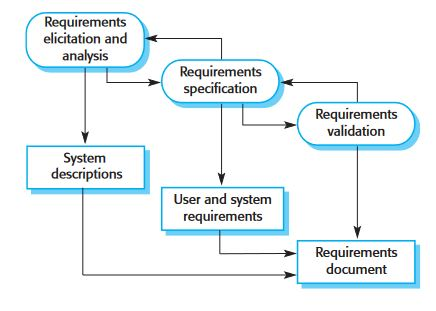 Requirements
elicitation and
analysis
Requirements
specification
Requirements
validation
System
descriptions
User and system
requirements
Requirements
document